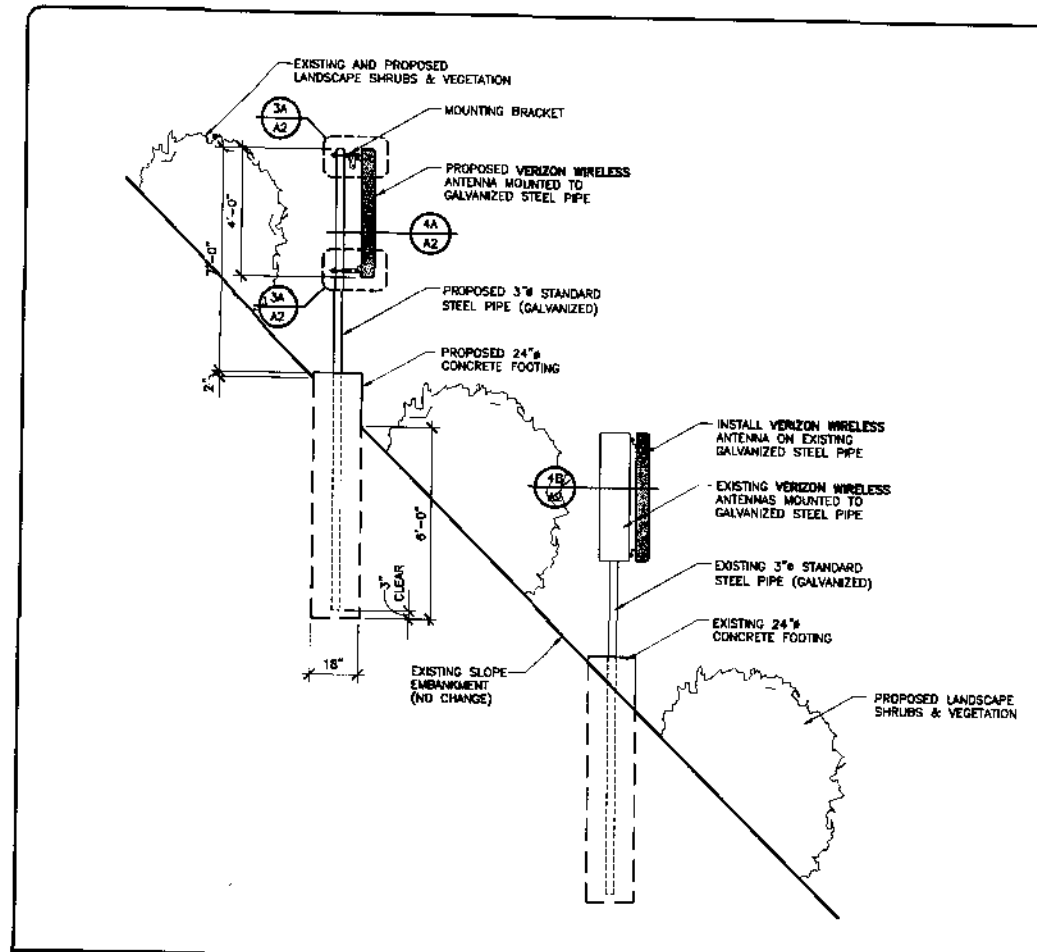 EXISTING AND PROPOSED
LANDSCAPE SHRUBS & VEGETATION
3A
A2
MOUNTING BRACKET
PROPOSED VERIZON WIRELESS
ANTENNA MOUNTED TO
GALVANIZED STEEL PIPE
4'-0"
7'-0"
4A
A2
3A
A2
PROPOSED 3"ø STANDARD
STEEL PIPE (GALVANIZED)
PROPOSED 24"ø
CONCRETE FOOTING
2"
INSTALL VERIZON WIRELESS
ANTENNA ON EXISTING
GALVANIZED STEEL PIPE
4B
EXISTING VERIZON WIRELESS
ANTENNAS MOUNTED TO
GALVANIZED STEEL PIPE
6'-0"
3"
CLEAR
EXISTING 3"ø STANDARD
STEEL PIPE (GALVANIZED)
EXISTING 24"ø
CONCRETE FOOTING
18"
EXISTING SLOPE
EMBANKMENT
(NO CHANGE)
PROPOSED LANDSCAPE
SHRUBS & VEGETATION